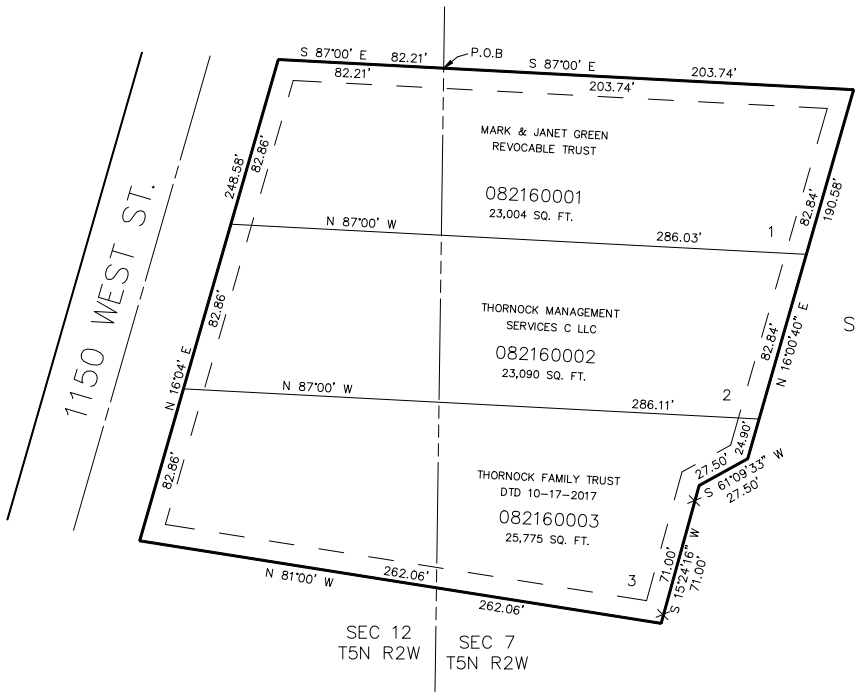 S 87°00' E 82.21' P.O.B S 87°00' E 203.74'
82.21' 203.74'
MARK & JANET GREEN
REVOCABLE TRUST
082160001
23,004 SQ. FT.
248.58'
82.86'
82.84'
190.58'
1
N 87°00' W 286.03'
1150 WEST ST.
THORNOCK MANAGEMENT
SERVICES C LLC
082160002
23,090 SQ. FT.
82.86'
N 16°04' E
82.84'
N 16°00'40" E
S
2
N 87°00' W 286.11'
24.90'
THORNOCK FAMILY TRUST
DTD 10-17-2017
082160003
25,775 SQ. FT.
82.86'
27.50'
S 61°09'33" W
27.50'
71.00'
S 15°24'16" W
71.00'
3
N 81°00' W 262.06'
262.06'
SEC 12
T5N R2W
SEC 7
T5N R2W